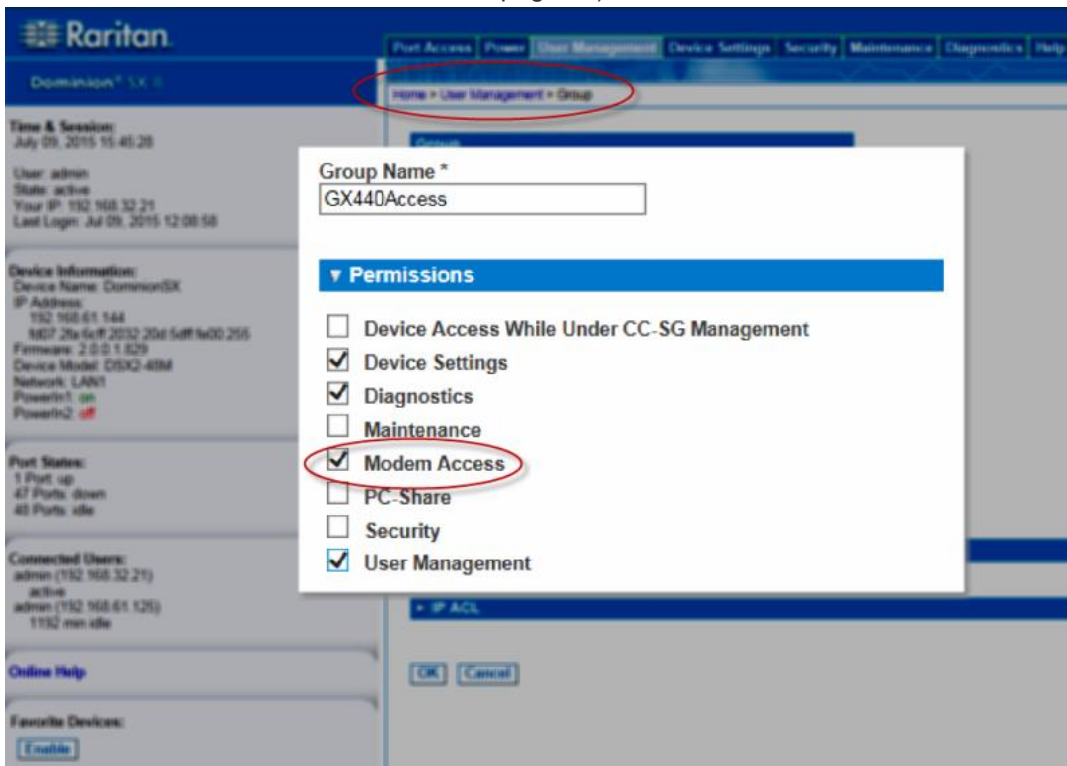 Raritan.
Port Access Power User Management Device Settings Security Maintenance Diagnostics Help
Dominion® SX II
Home > User Management > Group
Time & Session:
July 09, 2015 15:45:28
Group
User: admin
State: active
Your IP: 192.168.32.21
Last Login: Jul 09, 2015 12:08:58
Group Name *
GX440Access
▼ Permissions
Device Access While Under CC-SG Management
Device Settings
Diagnostics
Maintenance
Modem Access
PC-Share
Security
User Management
Device Information:
Device Name: DominionSX
IP Address:
192.168.61.144
Firmware: 2.0.0.1.829
Device Model: DSX2-48M
Network: LAN1
PowerIn1: on
PowerIn2: off
Port States:
1 Port: up
47 Ports: down
48 Ports: idle
Connected Users:
admin (192.168.32.21)
active
admin (192.168.61.125)
1192 min idle
► IP ACL
Online Help
OK Cancel
Favorite Devices:
Enable